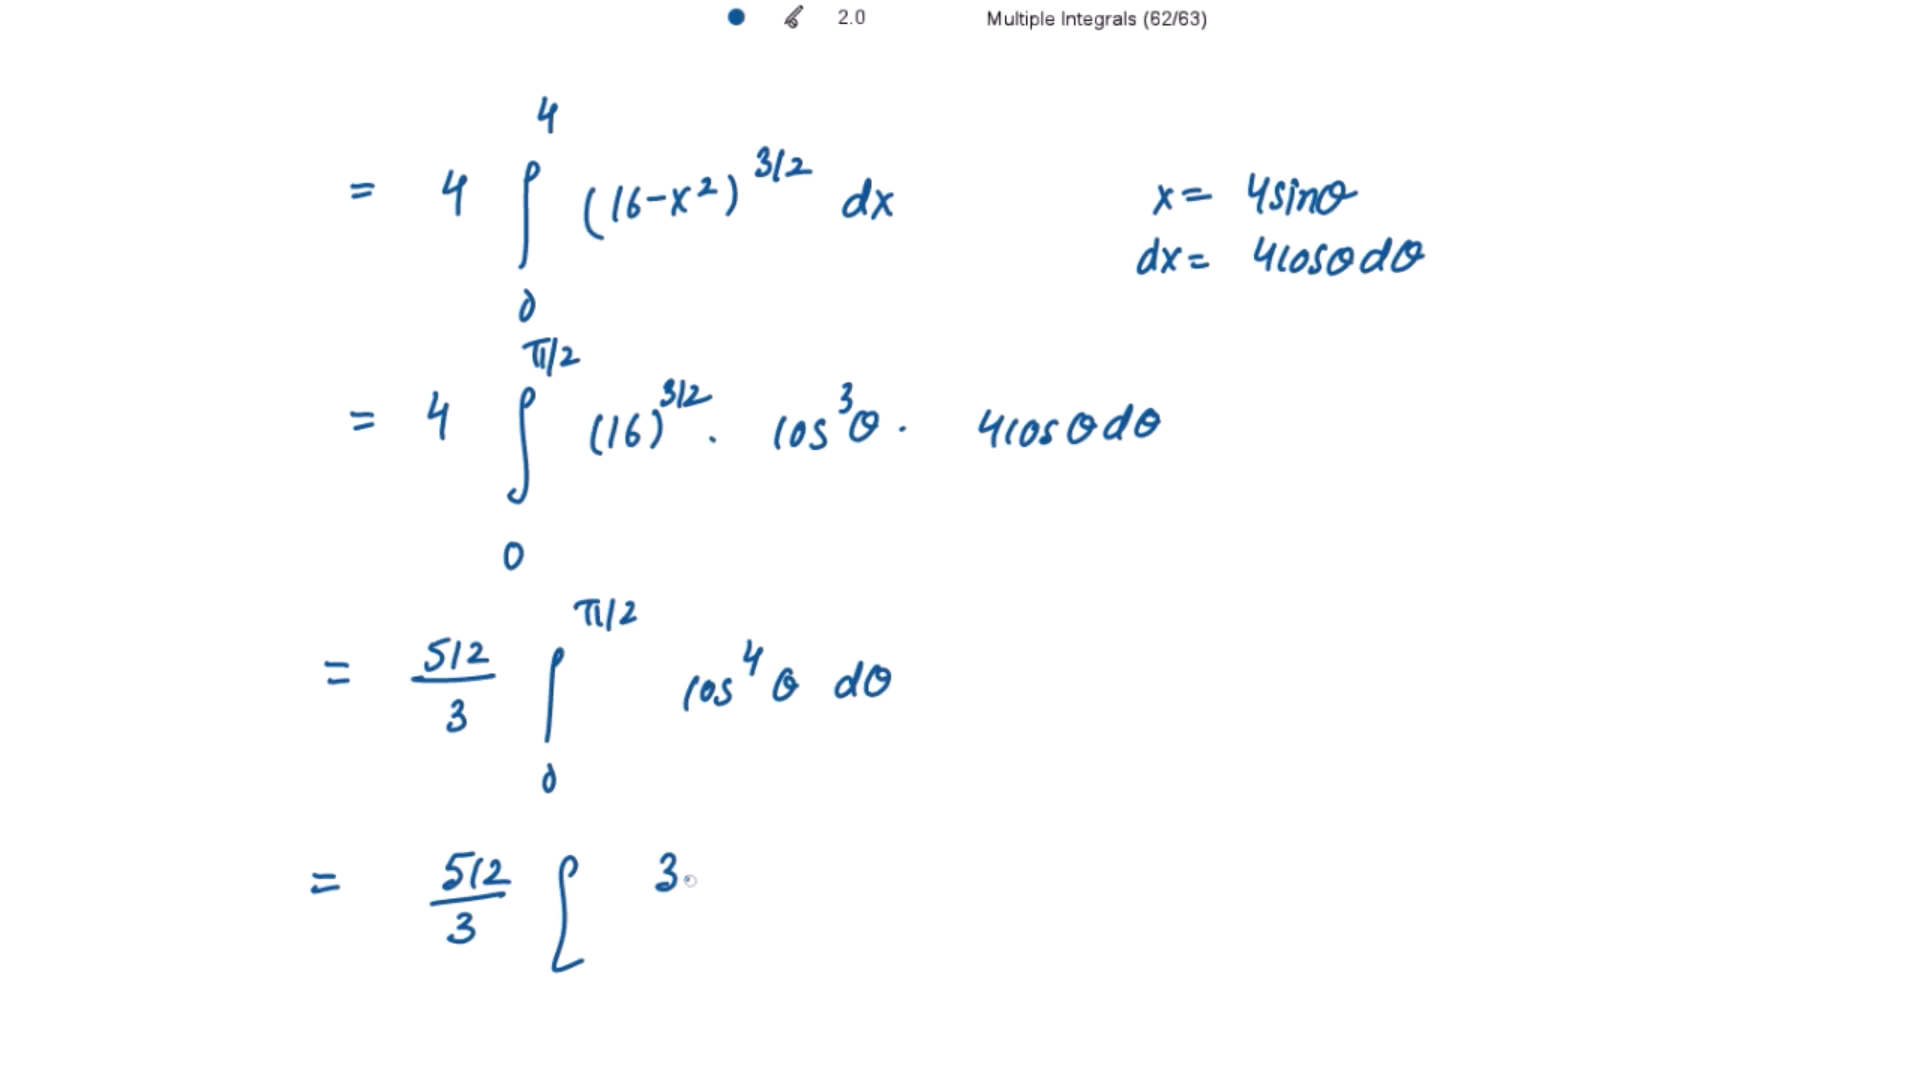 2.0 Multiple Integrals (62/63)
4
= 4 ∫ (16-x²)^3/2 dx x = 4sinθ
dx = 4cosθdθ
0
π/2
= 4 ∫ (16)^3/2 . cos³θ . 4cosθdθ
0
π/2
= 512/3 ∫ cos⁴θ dθ
0
= 512/3 [ 3.